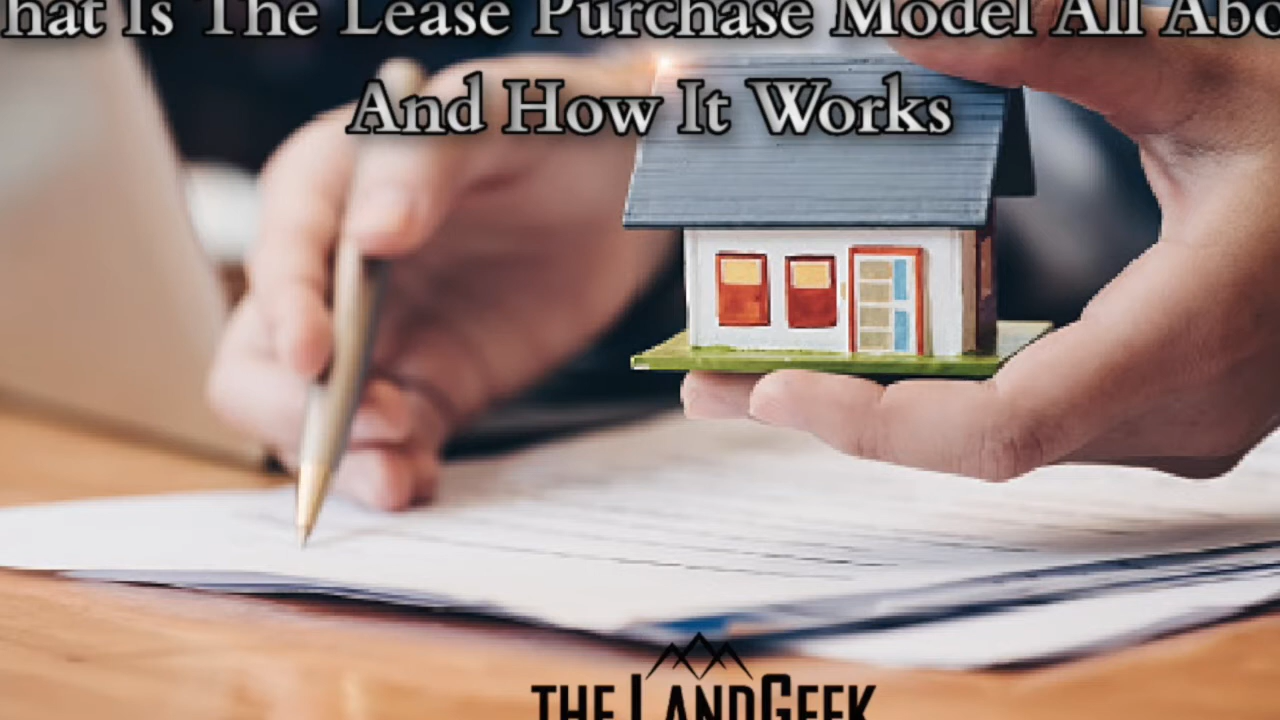 hat Is The Lease Purchase Model All Abo
And How It Works
THE LANDGEEK